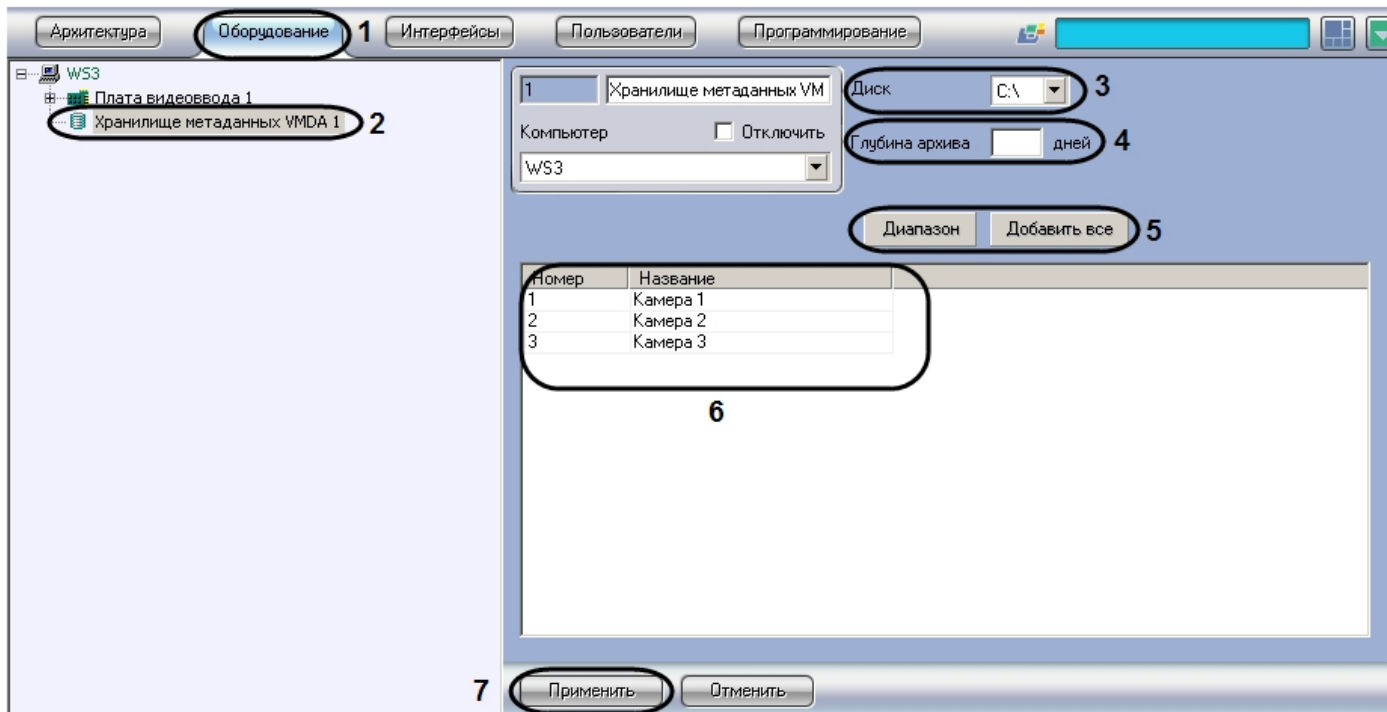 Архитектура Оборудование 1 Интерфейсы Пользователи Программирование
WS3
Плата видеоввода 1
Хранилище метаданных VMDA 1 2
1 Хранилище метаданных VM
Компьютер Отключить
WS3
Диск C:\ 3
Глубина архива дней 4
Диапазон Добавить все 5
Номер Название
1 Камера 1
2 Камера 2
3 Камера 3
6
7 Применить Отменить